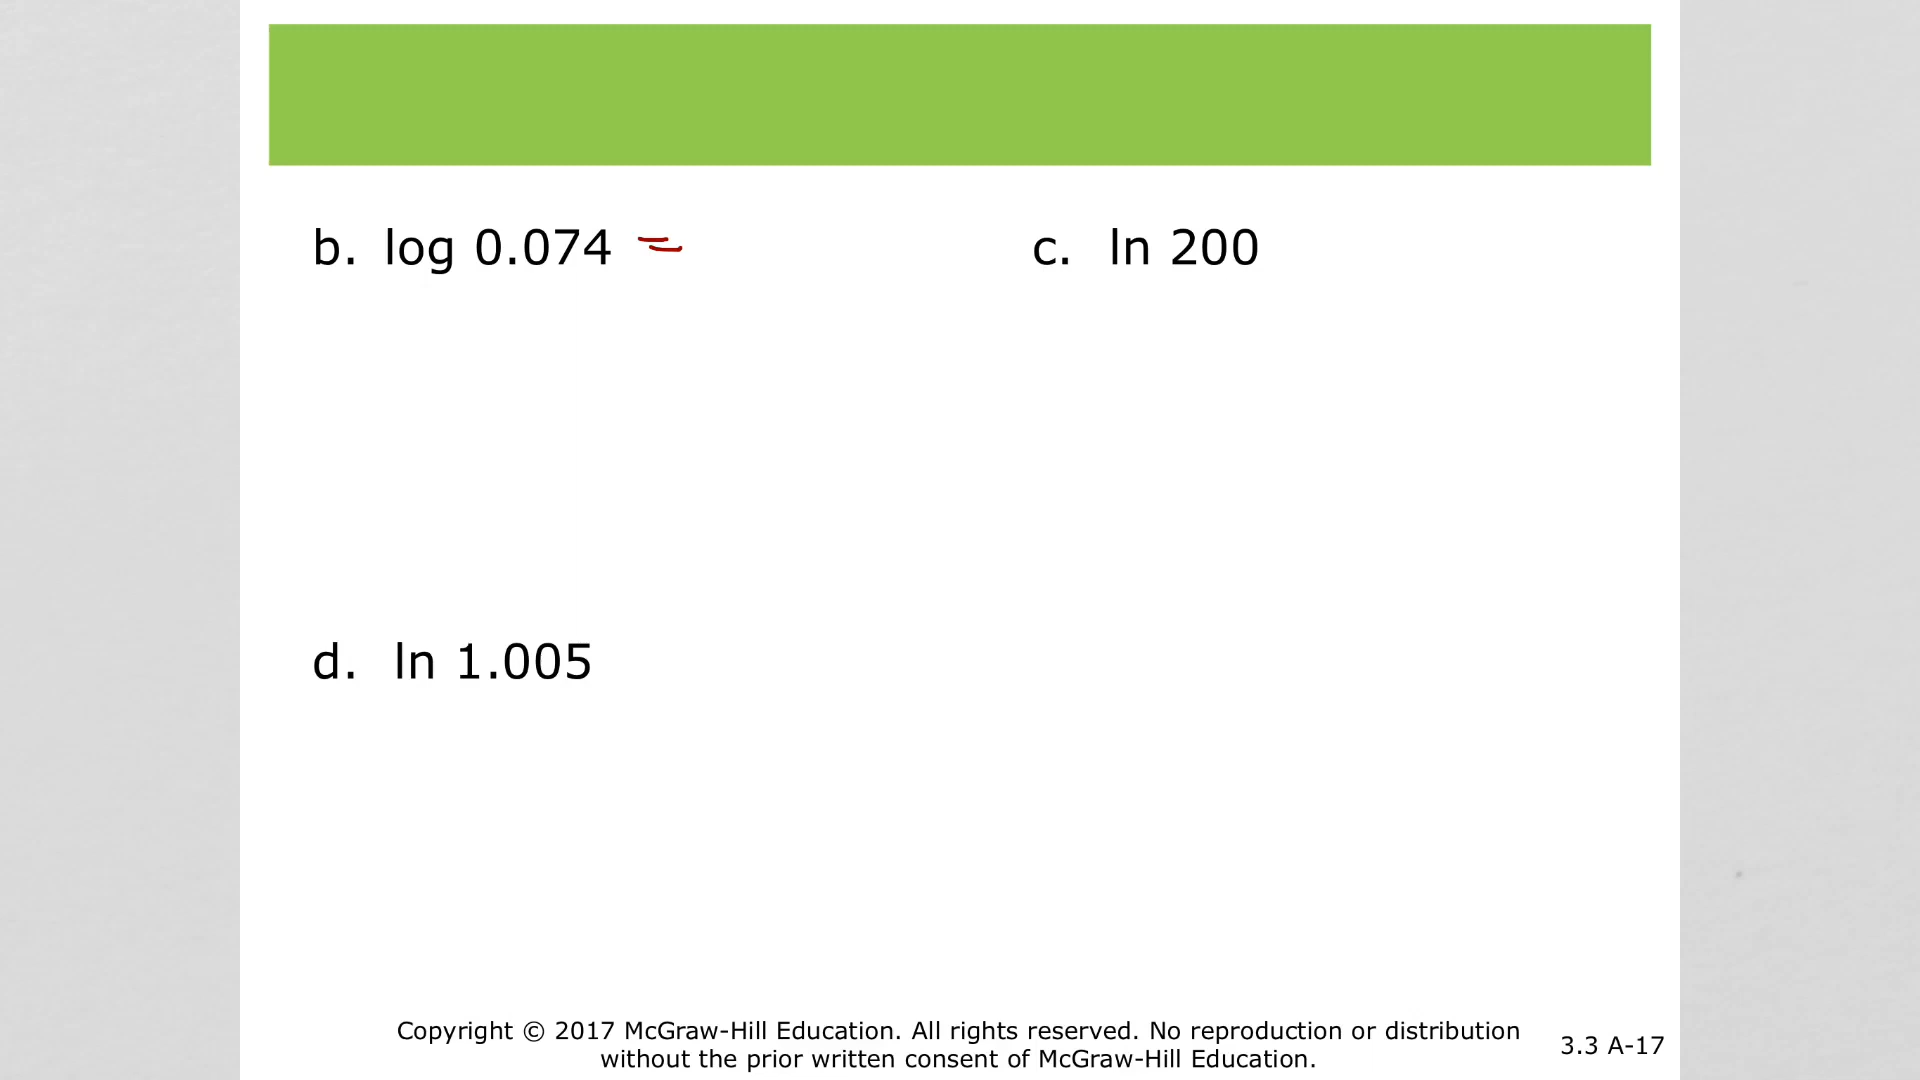 b. log 0.074 =
c. ln 200
d. ln 1.005
Copyright © 2017 McGraw-Hill Education. All rights reserved. No reproduction or distribution
without the prior written consent of McGraw-Hill Education.
3.3 A-17